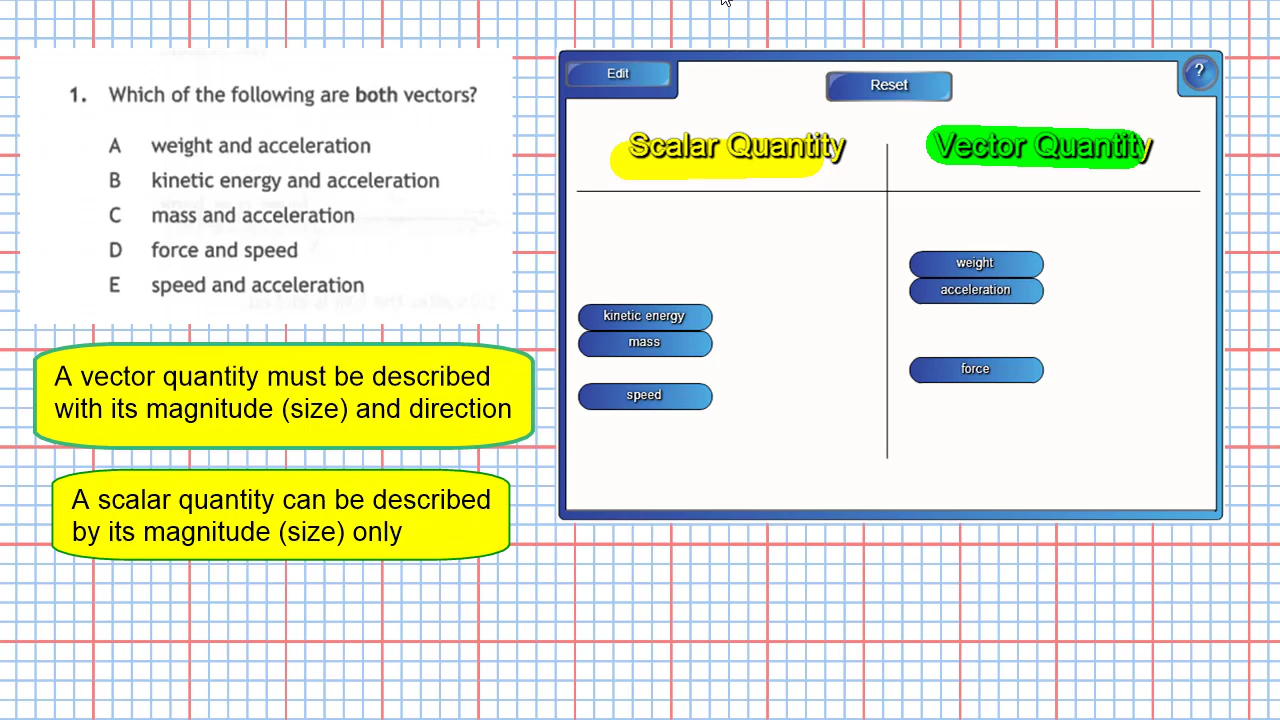 1. Which of the following are both vectors?
A weight and acceleration
B kinetic energy and acceleration
C mass and acceleration
D force and speed
E speed and acceleration
A vector quantity must be described
with its magnitude (size) and direction
A scalar quantity can be described
by its magnitude (size) only
Edit
Reset
?
Scalar Quantity
Vector Quantity
weight
acceleration
kinetic energy
mass
force
speed